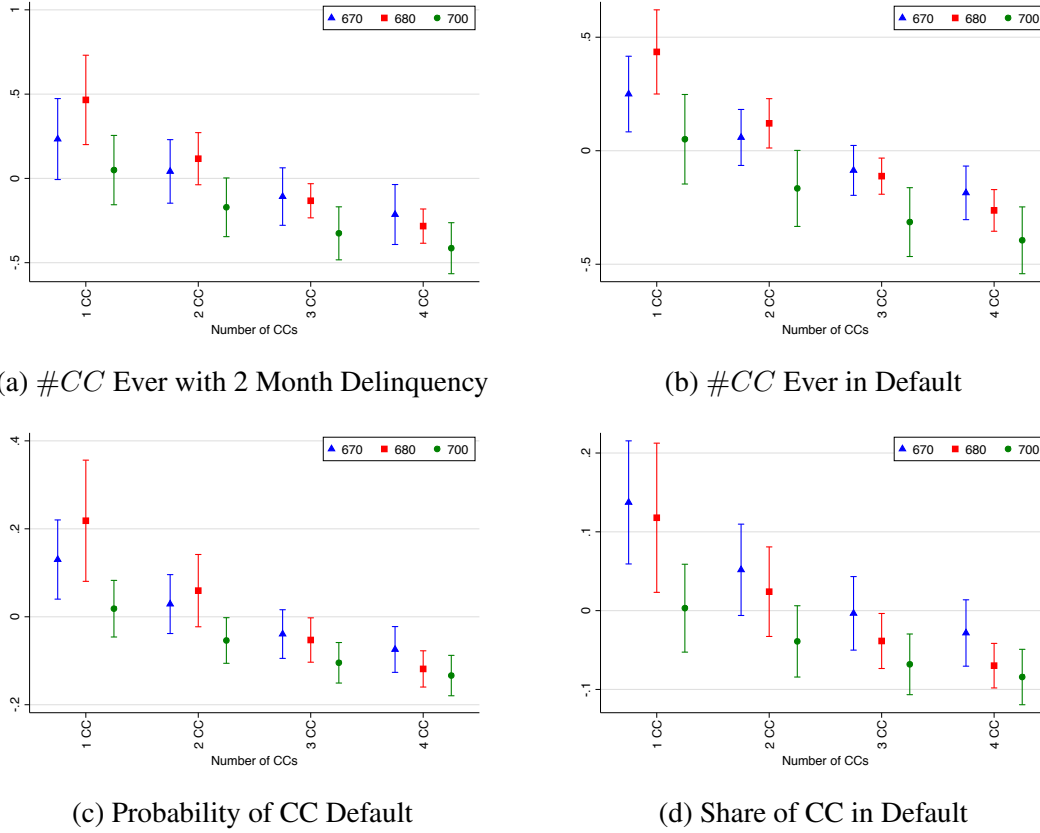 670 680 700
1
.5
0
-.5
1 CC 2 CC 3 CC 4 CC
Number of CCs
(a) #CC Ever with 2 Month Delinquency
670 680 700
.5
0
-.5
1 CC 2 CC 3 CC 4 CC
Number of CCs
(b) #CC Ever in Default
670 680 700
.4
.2
0
-.2
1 CC 2 CC 3 CC 4 CC
Number of CCs
(c) Probability of CC Default
670 680 700
.2
.1
0
-.1
1 CC 2 CC 3 CC 4 CC
Number of CCs
(d) Share of CC in Default